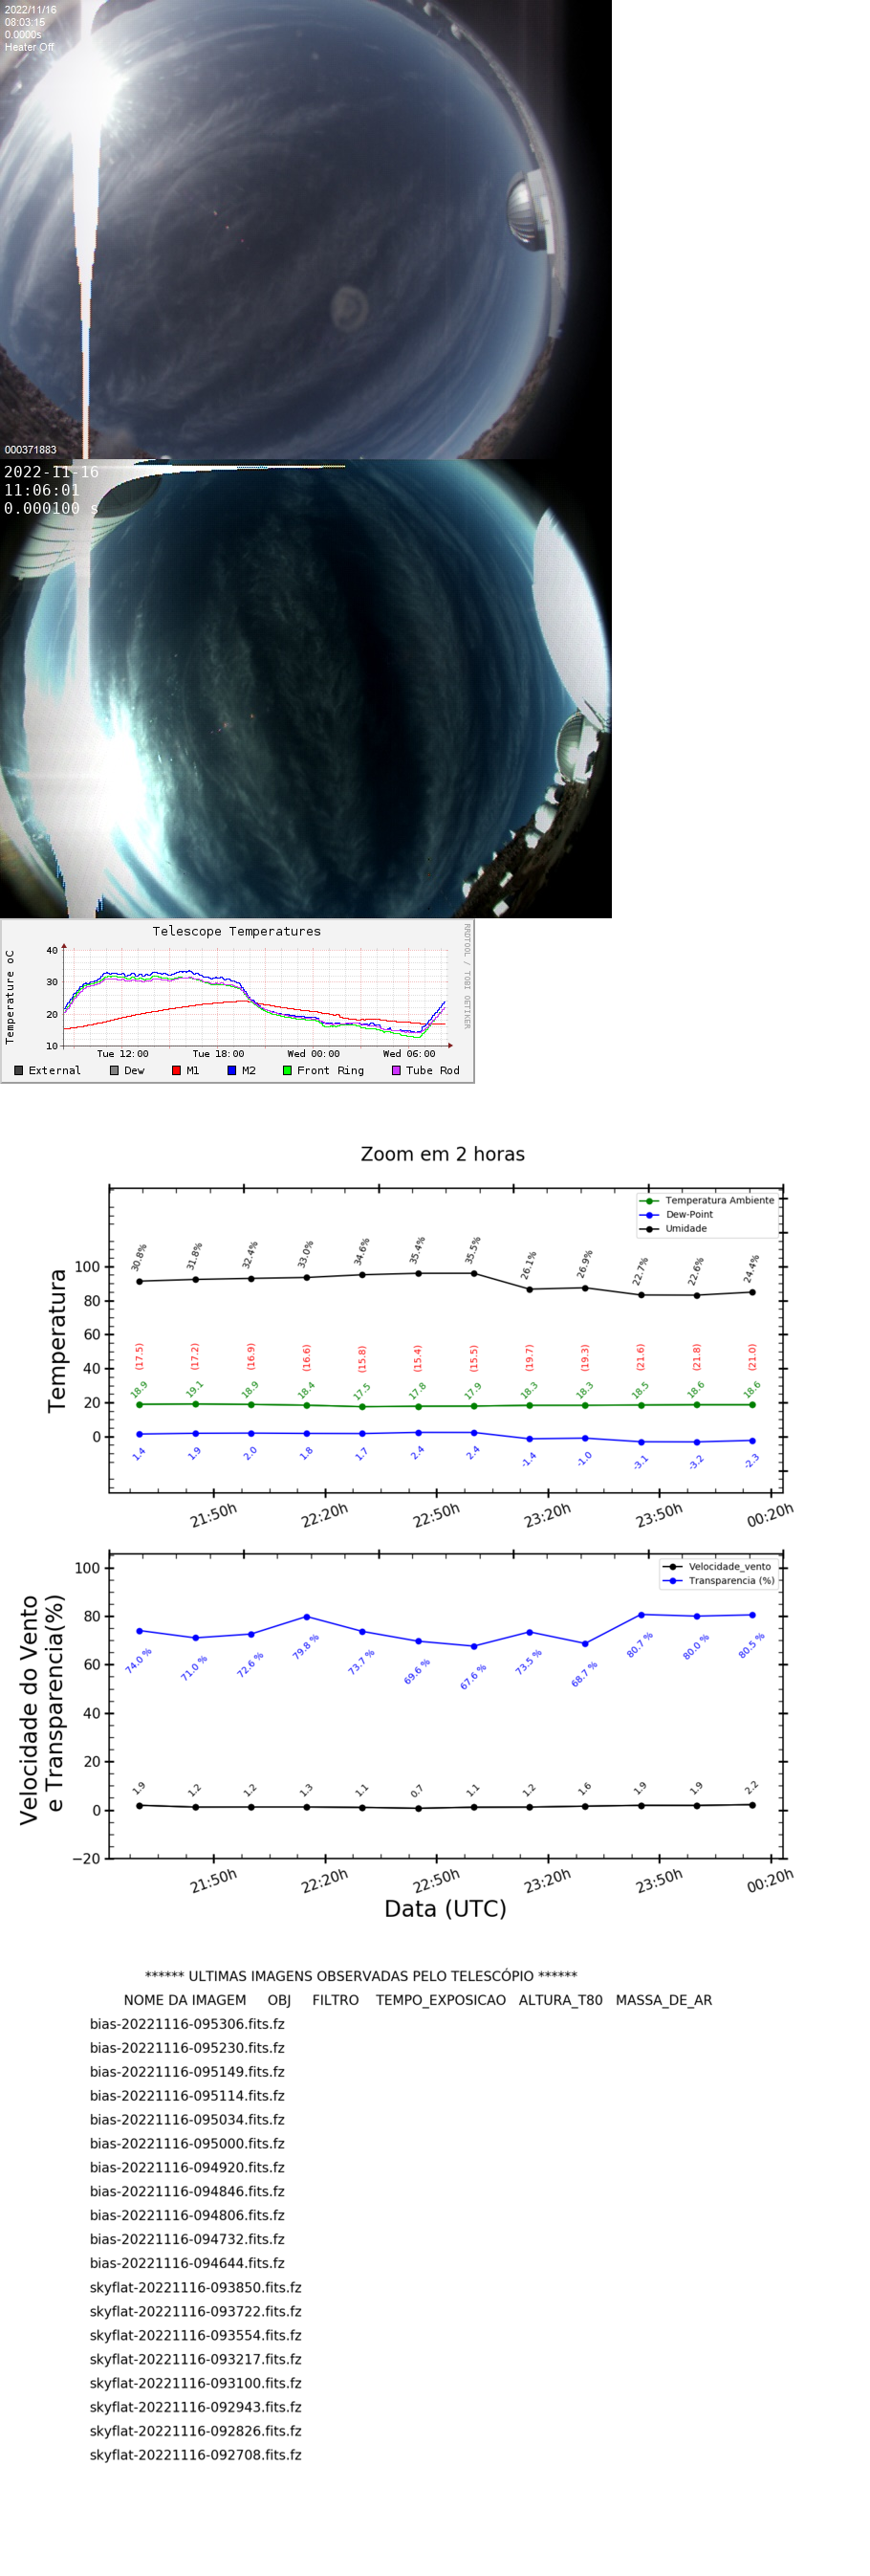 2022/11/16
08:03:15
0.0000s
Heater Off
000371883
2022-11-16
11:06:01
0.000100 s
Telescope Temperatures
RRDTOOL / TOBI OETIKER
Temperature oC
40
30
20
10
Tue 12:00 Tue 18:00 Wed 00:00 Wed 06:00
External Dew M1 M2 Front Ring Tube Rod
Zoom em 2 horas
Temperatura Ambiente
Dew-Point
Umidade
Temperatura
100
80
60
40
20
0
30.8% 31.8% 32.4% 33.0% 34.6% 35.4% 35.5% 26.1% 26.9% 22.7% 22.6% 24.4%
(17.5) (17.2) (16.9) (16.6) (15.8) (15.4) (15.5) (19.7) (19.3) (21.6) (21.8) (21.0)
18.9 19.1 18.9 18.4 17.5 17.8 17.9 18.3 18.3 18.5 18.6 18.6
1.4 1.9 2.0 1.8 1.7 2.4 2.4 -1.4 -1.0 -3.1 -3.2 -2.3
21:50h 22:20h 22:50h 23:20h 23:50h 00:20h
Velocidade_vento
Transparencia (%)
Velocidade do Vento
e Transparencia(%)
100
80
60
40
20
0
−20
74.0 % 71.0 % 72.6 % 79.8 % 73.7 % 69.6 % 67.6 % 73.5 % 68.7 % 80.7 % 80.0 % 80.5 %
1.9 1.2 1.2 1.3 1.1 0.7 1.1 1.2 1.6 1.9 1.9 2.2
21:50h 22:20h 22:50h 23:20h 23:50h 00:20h
Data (UTC)
****** ULTIMAS IMAGENS OBSERVADAS PELO TELESCÓPIO ******
NOME DA IMAGEM OBJ FILTRO TEMPO_EXPOSICAO ALTURA_T80 MASSA_DE_AR
bias-20221116-095306.fits.fz
bias-20221116-095230.fits.fz
bias-20221116-095149.fits.fz
bias-20221116-095114.fits.fz
bias-20221116-095034.fits.fz
bias-20221116-095000.fits.fz
bias-20221116-094920.fits.fz
bias-20221116-094846.fits.fz
bias-20221116-094806.fits.fz
bias-20221116-094732.fits.fz
bias-20221116-094644.fits.fz
skyflat-20221116-093850.fits.fz
skyflat-20221116-093722.fits.fz
skyflat-20221116-093554.fits.fz
skyflat-20221116-093217.fits.fz
skyflat-20221116-093100.fits.fz
skyflat-20221116-092943.fits.fz
skyflat-20221116-092826.fits.fz
skyflat-20221116-092708.fits.fz